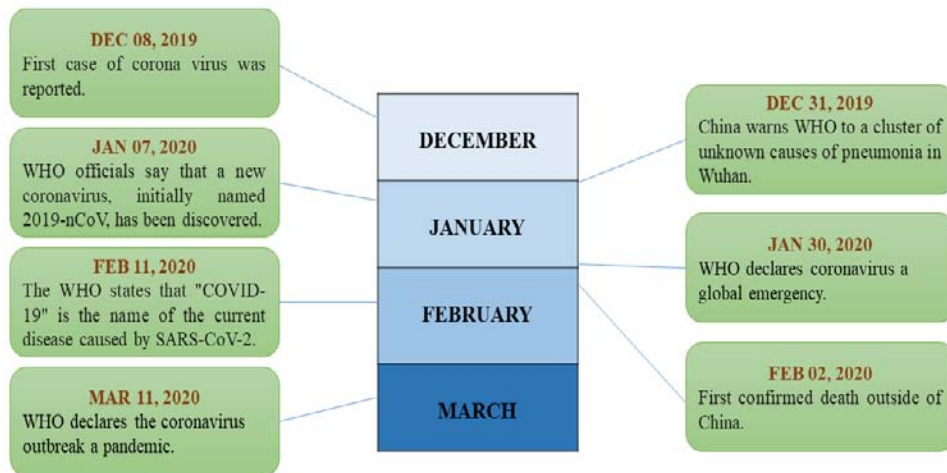 DEC 08, 2019
First case of corona virus was
reported.
JAN 07, 2020
WHO officials say that a new
coronavirus, initially named
2019-nCoV, has been discovered.
FEB 11, 2020
The WHO states that "COVID-
19" is the name of the current
disease caused by SARS-CoV-2.
MAR 11, 2020
WHO declares the coronavirus
outbreak a pandemic.
DECEMBER
JANUARY
FEBRUARY
MARCH
DEC 31, 2019
China warns WHO to a cluster of
unknown causes of pneumonia in
Wuhan.
JAN 30, 2020
WHO declares coronavirus a
global emergency.
FEB 02, 2020
First confirmed death outside of
China.